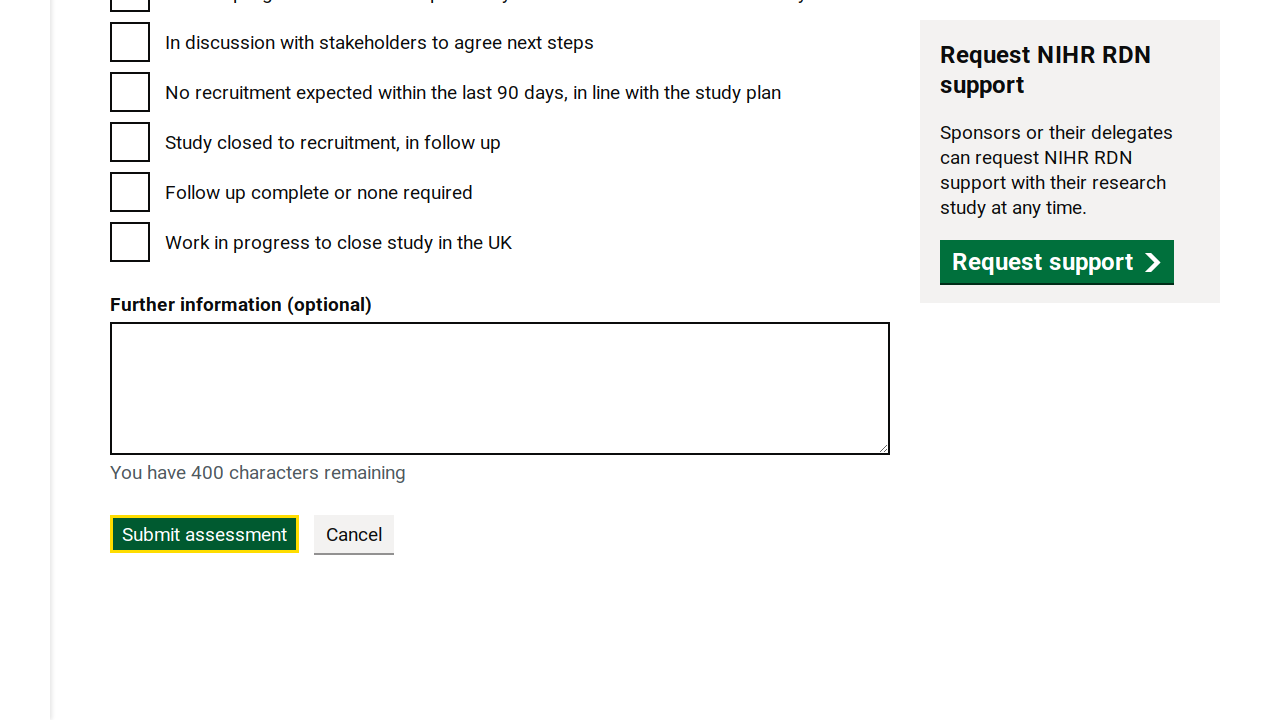 In discussion with stakeholders to agree next steps
No recruitment expected within the last 90 days, in line with the study plan
Study closed to recruitment, in follow up
Follow up complete or none required
Work in progress to close study in the UK
Further information (optional)
You have 400 characters remaining
Submit assessment
Cancel
Request NIHR RDN
support
Sponsors or their delegates
can request NIHR RDN
support with their research
study at any time.
Request support